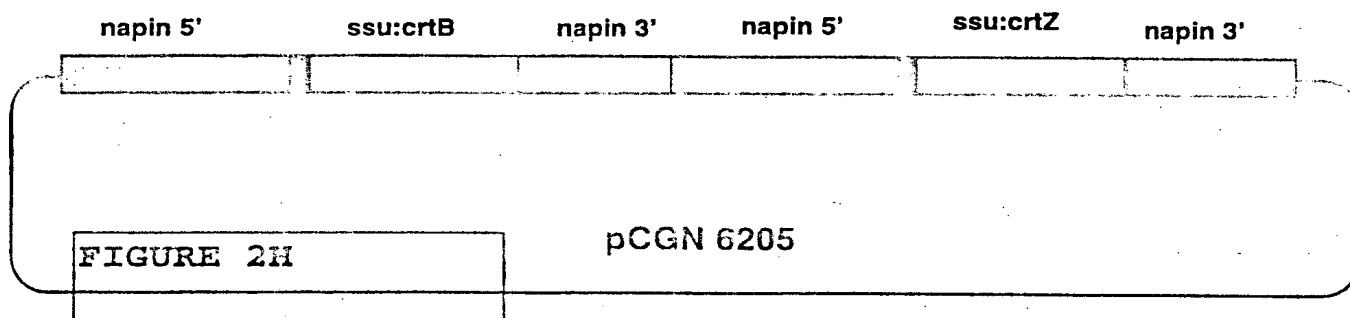 napin 5’ ssu:crtB napin 3’ napin 5’ ssu:crtZ napin 3’
pCGN 6205
FIGURE 2H